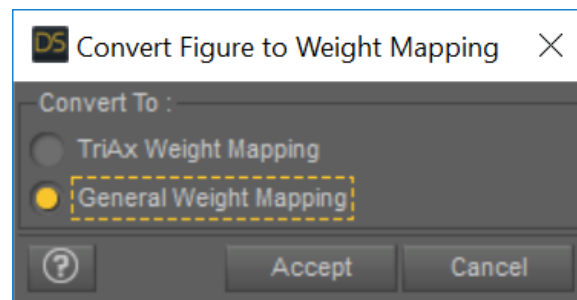 DS Convert Figure to Weight Mapping
Convert To :
TriAx Weight Mapping
General Weight Mapping
? Accept Cancel